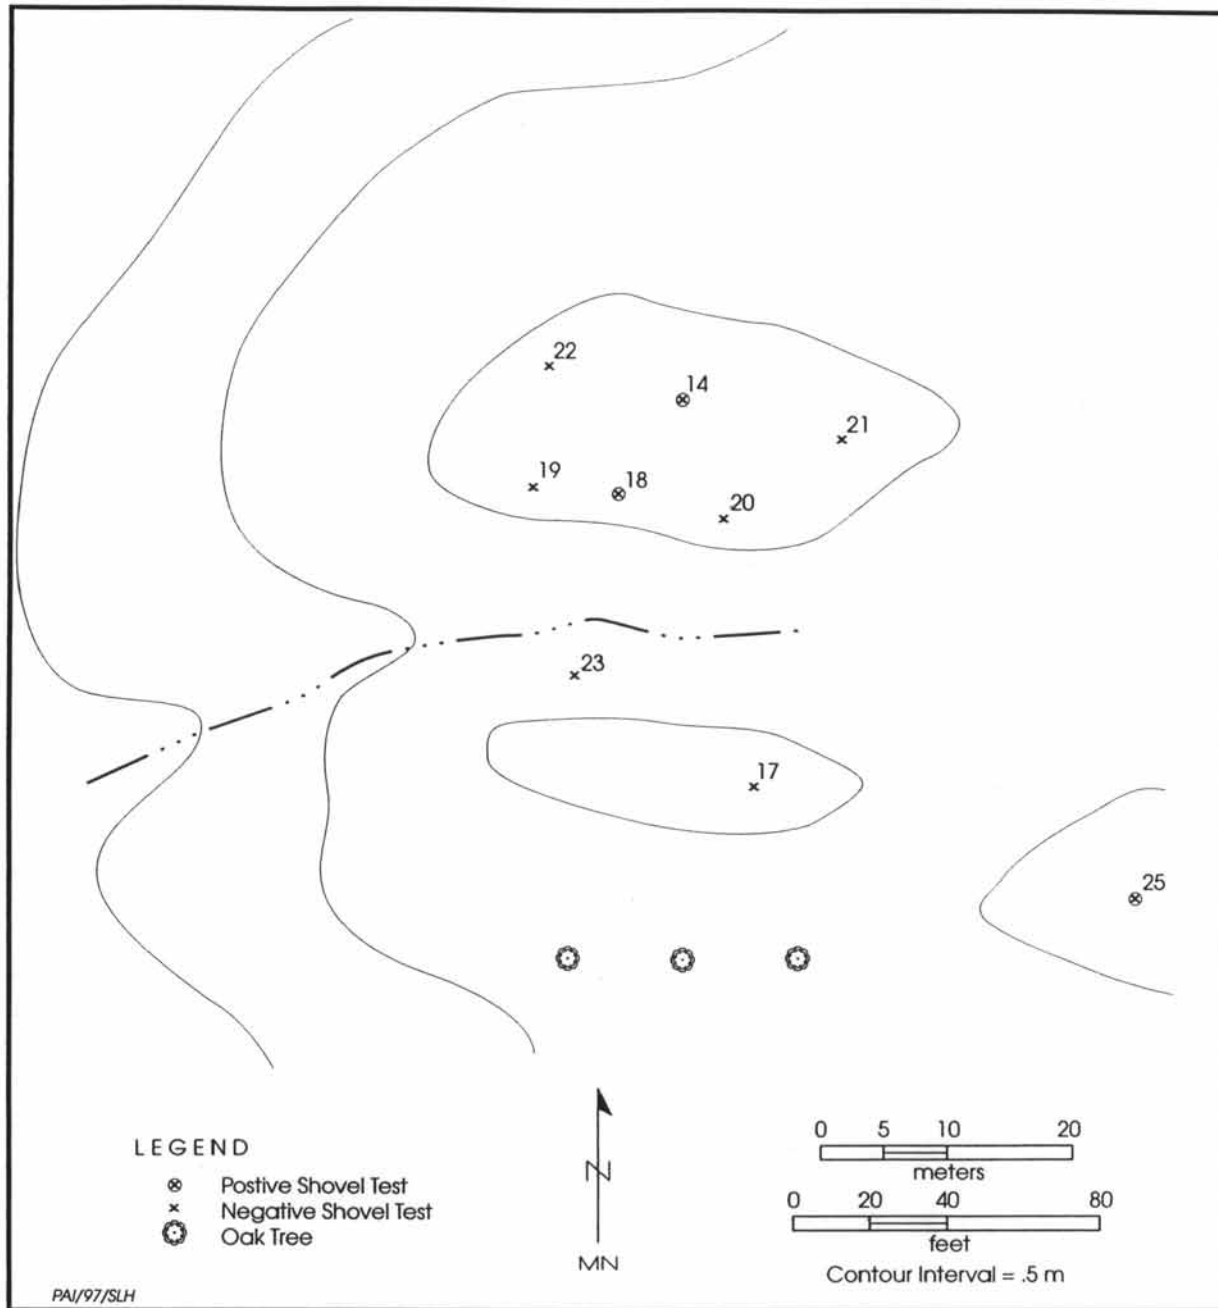 22
14
21
19
18
20
23
17
25
LEGEND
Postive Shovel Test
Negative Shovel Test
Oak Tree
N
MN
0 5 10 20
meters
0 20 40 80
feet
Contour Interval = .5 m
PAI/97/SLH